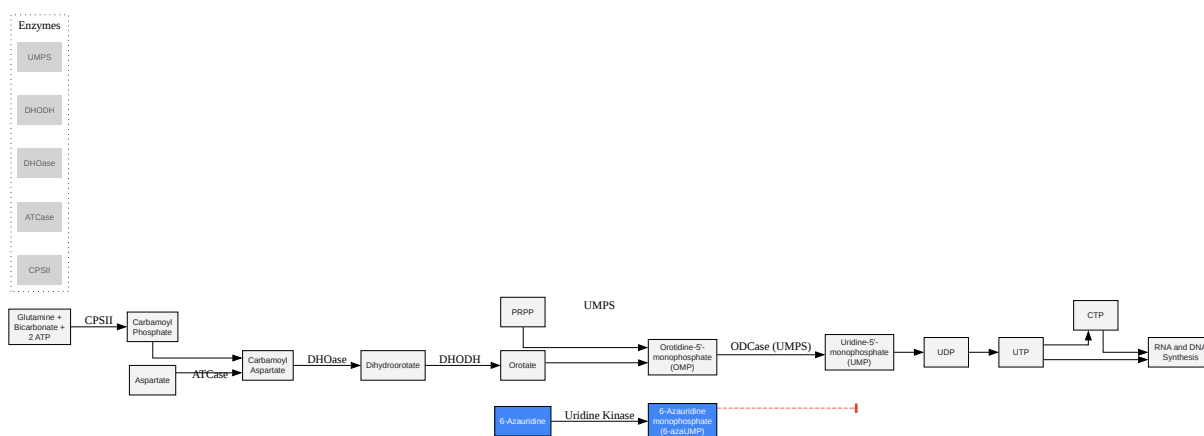 Enzymes
UMPS
DHODH
DHOase
ATCase
CPSII
Glutamine +
Bicarbonate +
2 ATP
CPSII
Carbamoyl
Phosphate
Aspartate
ATCase
Carbamoyl
Aspartate
DHOase
Dihydroorotate
DHODH
PRPP
Orotate
UMPS
Orotidine-5'-
monophosphate
(OMP)
ODCase (UMPS)
Uridine-5'-
monophosphate
(UMP)
UDP
UTP
CTP
RNA and DNA
Synthesis
6-Azauridine
Uridine Kinase
6-Azauridine
monophosphate
(6-azaUMP)